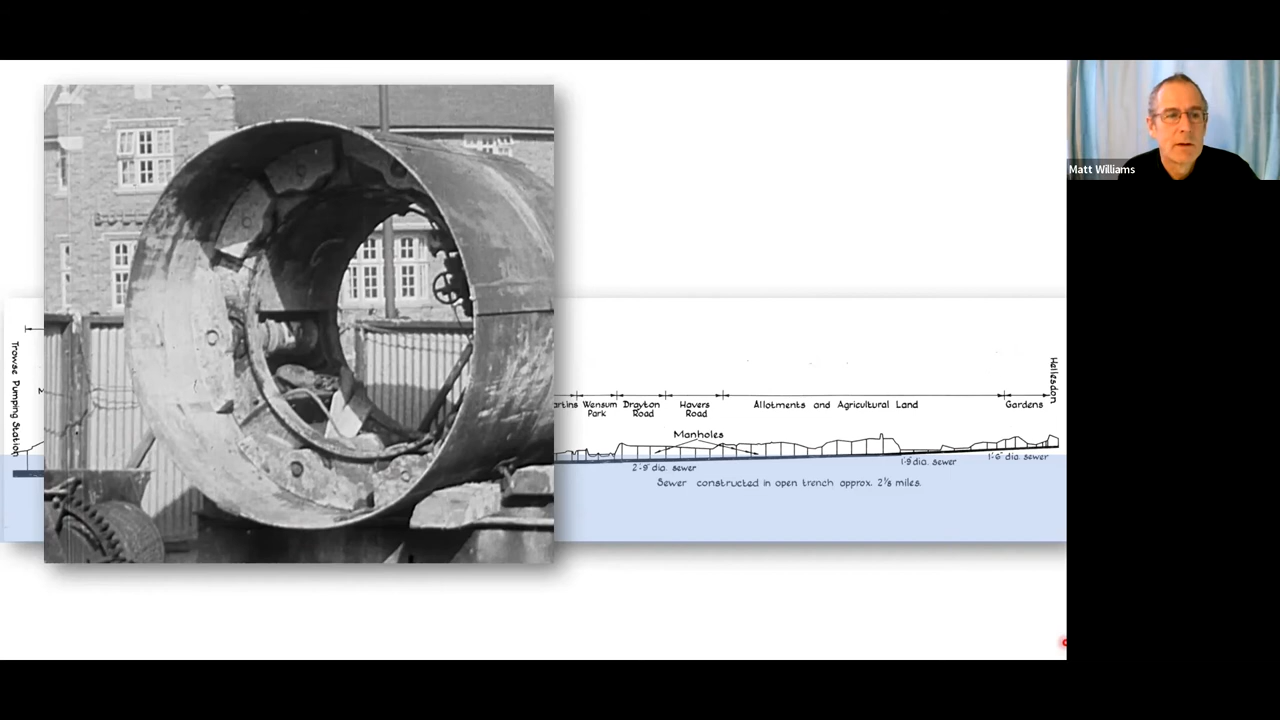 Matt Williams
Trowse Pumping Station
Wensum
Park
Drayton
Road
Havers
Road
Allotments and Agricultural Land
Gardens
Hellesdon
Manholes
2'-9" dia. sewer
1'-9" dia. sewer
1'-6" dia. sewer
Sewer constructed in open trench approx. 2⅛ miles.